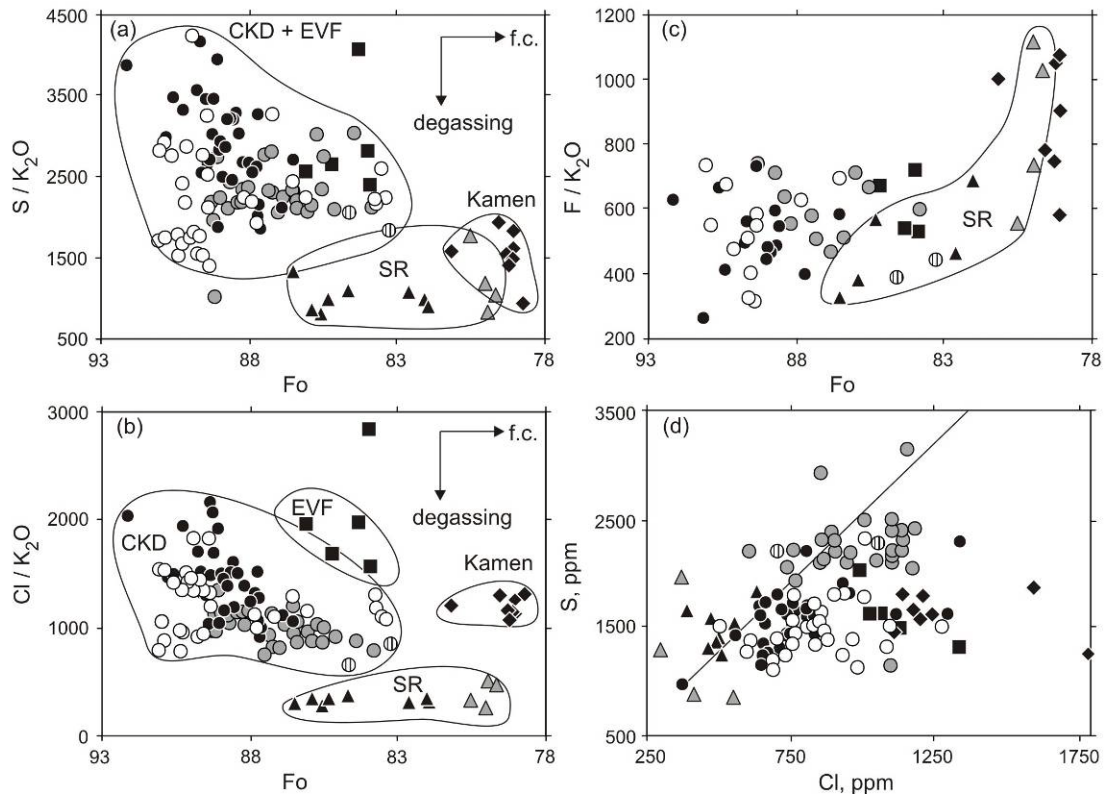 (a)
CKD + EVF
f.c.
degassing
Kamen
SR
4500
3500
2500
1500
500
S / K₂O
93 88 83 78
Fo
(c)
SR
1200
1000
800
600
400
200
F / K₂O
93 88 83 78
Fo
(b)
f.c.
EVF
degassing
CKD
Kamen
SR
3000
2000
1000
0
Cl / K₂O
93 88 83 78
Fo
(d)
3500
2500
1500
500
S, ppm
250 750 1250 1750
Cl, ppm